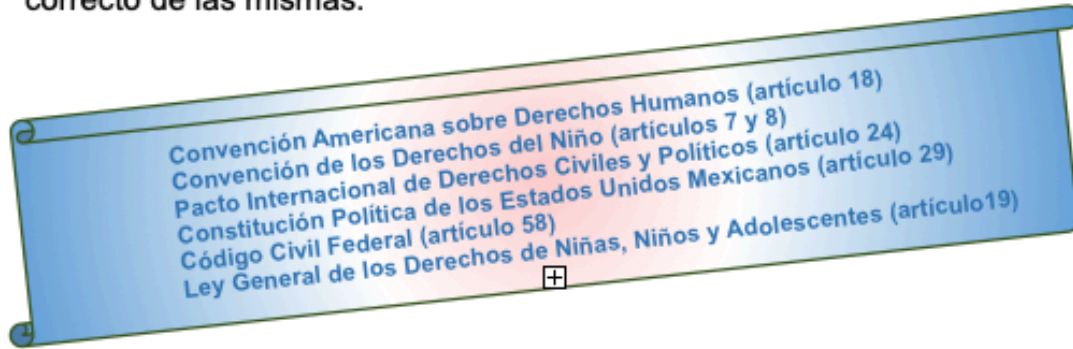 correcto de las mismas.
Convención Americana sobre Derechos Humanos (artículo 18)
Convención de los Derechos del Niño (artículos 7 y 8)
Pacto Internacional de Derechos Civiles y Políticos (artículo 24)
Constitución Política de los Estados Unidos Mexicanos (artículo 29)
Código Civil Federal (artículo 58)
Ley General de los Derechos de Niñas, Niños y Adolescentes (artículo19)